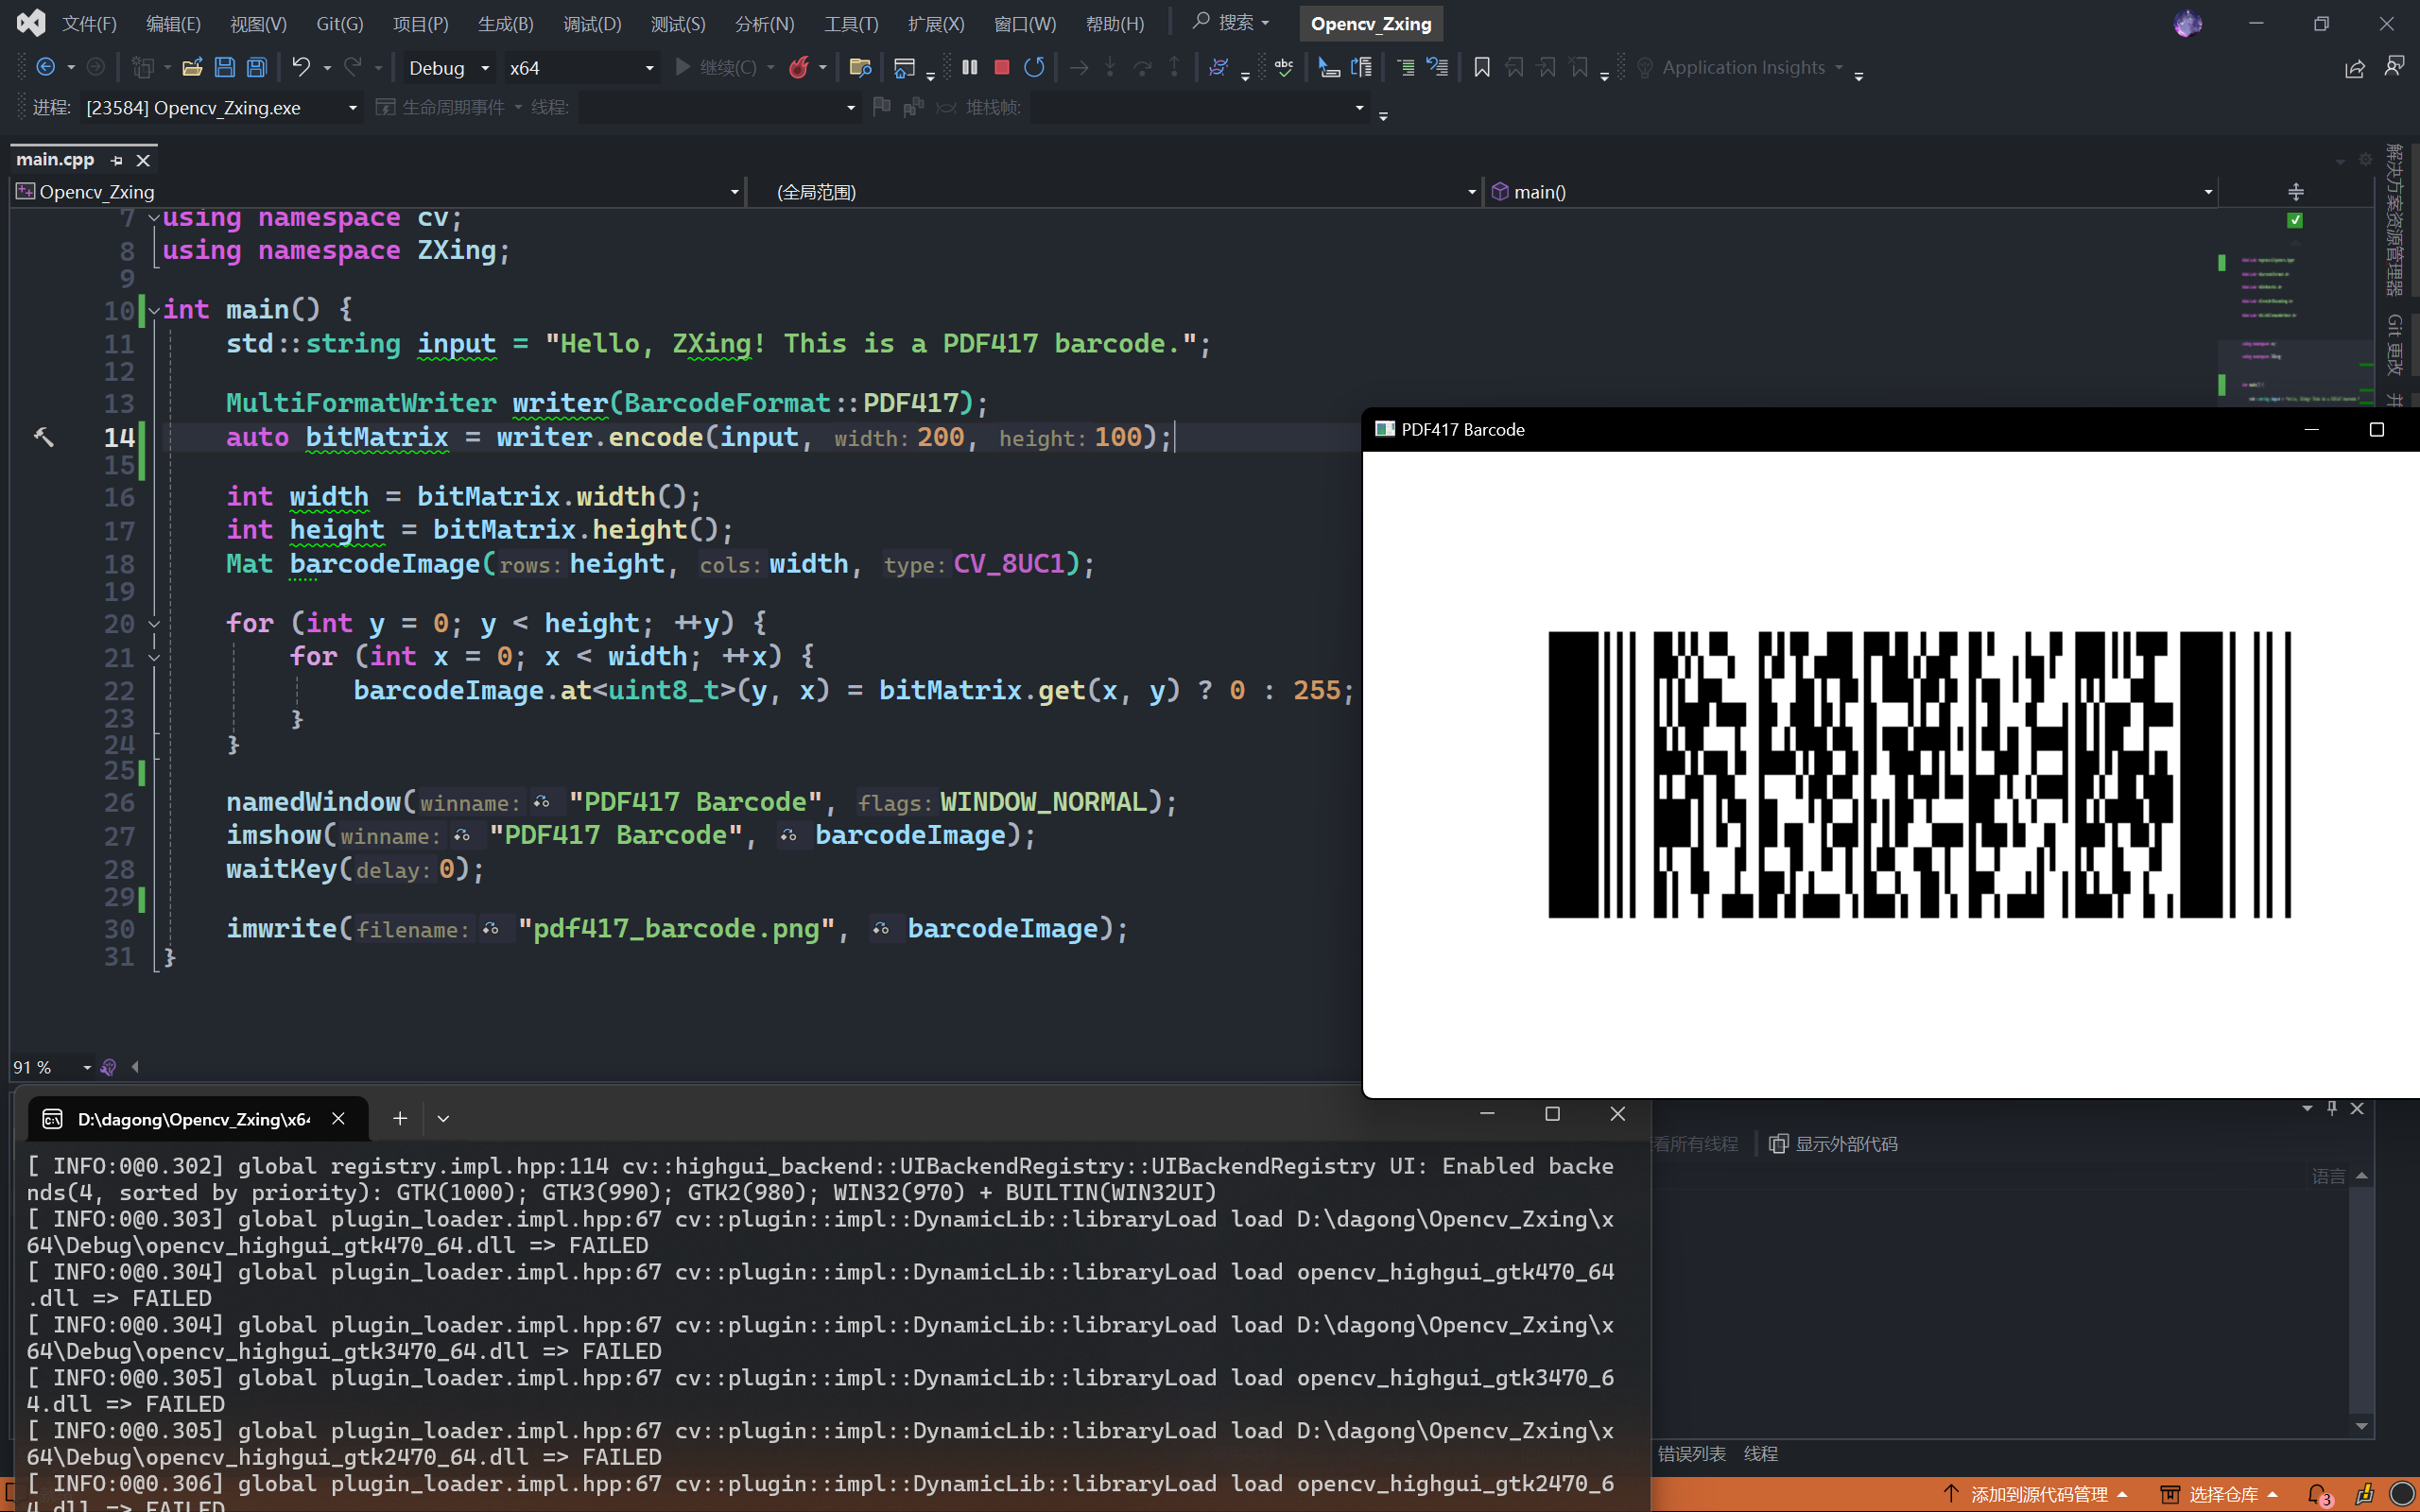 文件(F) 编辑(E) 视图(V) Git(G) 项目(P) 生成(B) 调试(D) 测试(S) 分析(N) 工具(T) 扩展(X) 窗口(W) 帮助(H) 搜索 Opencv_Zxing
Debug x64 继续(C) abc Application Insights
进程: [23584] Opencv_Zxing.exe 生命周期事件 线程: 堆栈帧:
main.cpp
Opencv_Zxing (全局范围) main()
7 using namespace cv;
8 using namespace ZXing;
9
10 int main() {
11 std::string input = "Hello, ZXing! This is a PDF417 barcode.";
12
13 MultiFormatWriter writer(BarcodeFormat::PDF417);
14 auto bitMatrix = writer.encode(input, width: 200, height: 100);
15
16 int width = bitMatrix.width();
17 int height = bitMatrix.height();
18 Mat barcodeImage(rows: height, cols: width, type: CV_8UC1);
19
20 for (int y = 0; y < height; ++y) {
21 for (int x = 0; x < width; ++x) {
22 barcodeImage.at<uint8_t>(y, x) = bitMatrix.get(x, y) ? 0 : 255;
23 }
24 }
25
26 namedWindow(winname: "PDF417 Barcode", flags: WINDOW_NORMAL);
27 imshow(winname: "PDF417 Barcode", barcodeImage);
28 waitKey(delay: 0);
29
30 imwrite(filename: "pdf417_barcode.png", barcodeImage);
31 }
91 %
解决方案资源管理器
Git 更改
PDF417 Barcode
D:\dagong\Opencv_Zxing\x64
[ INFO:0@0.302] global registry.impl.hpp:114 cv::highgui_backend::UIBackendRegistry::UIBackendRegistry UI: Enabled backe
nds(4, sorted by priority): GTK(1000); GTK3(990); GTK2(980); WIN32(970) + BUILTIN(WIN32UI)
[ INFO:0@0.303] global plugin_loader.impl.hpp:67 cv::plugin::impl::DynamicLib::libraryLoad load D:\dagong\Opencv_Zxing\x
64\Debug\opencv_highgui_gtk470_64.dll => FAILED
[ INFO:0@0.304] global plugin_loader.impl.hpp:67 cv::plugin::impl::DynamicLib::libraryLoad load opencv_highgui_gtk470_64
.dll => FAILED
[ INFO:0@0.304] global plugin_loader.impl.hpp:67 cv::plugin::impl::DynamicLib::libraryLoad load D:\dagong\Opencv_Zxing\x
64\Debug\opencv_highgui_gtk3470_64.dll => FAILED
[ INFO:0@0.305] global plugin_loader.impl.hpp:67 cv::plugin::impl::DynamicLib::libraryLoad load opencv_highgui_gtk3470_6
4.dll => FAILED
[ INFO:0@0.305] global plugin_loader.impl.hpp:67 cv::plugin::impl::DynamicLib::libraryLoad load D:\dagong\Opencv_Zxing\x
64\Debug\opencv_highgui_gtk2470_64.dll => FAILED
[ INFO:0@0.306] global plugin_loader.impl.hpp:67 cv::plugin::impl::DynamicLib::libraryLoad load opencv_highgui_gtk2470_6
4.dll => FAILED
看所有线程 显示外部代码
语言
错误列表 线程
添加到源代码管理 选择仓库 3